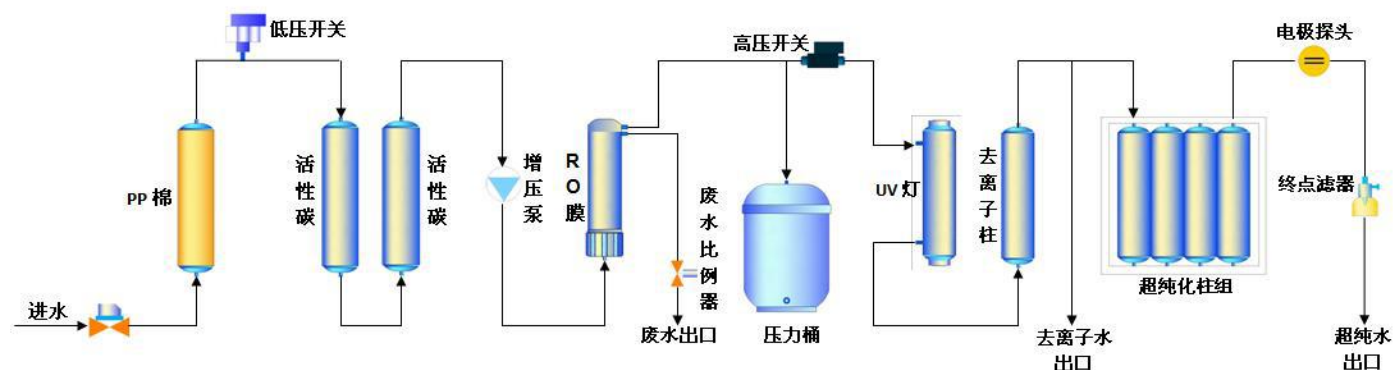 低压开关
高压开关
电极探头
PP棉
活性碳
活性碳
增压泵
RO膜
废水比例器
UV灯
去离子柱
终点滤器
进水
废水出口
压力桶
去离子水
出口
超纯化柱组
超纯水
出口